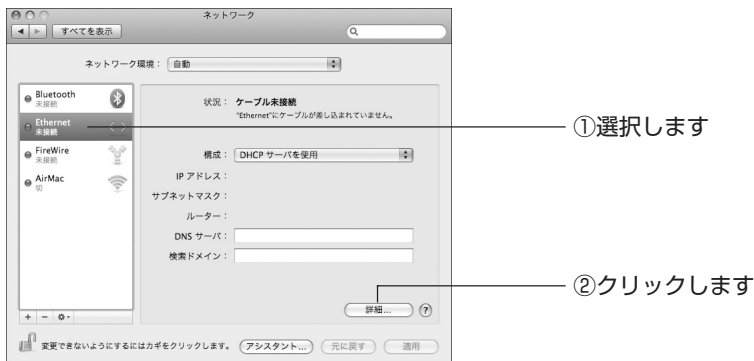 ネットワーク
すべてを表示
ネットワーク環境： 自動
Bluetooth
未接続
Ethernet
未接続
FireWire
未接続
AirMac
切
状況： ケーブル未接続
"Ethernet"にケーブルが差し込まれていません。
構成： DHCP サーバを使用
IP アドレス：
サブネットマスク：
ルーター：
DNS サーバ：
検索ドメイン：
詳細... ?
+ −
変更できないようにするにはカギをクリックします。 アシスタント... 元に戻す 適用
①選択します
②クリックします